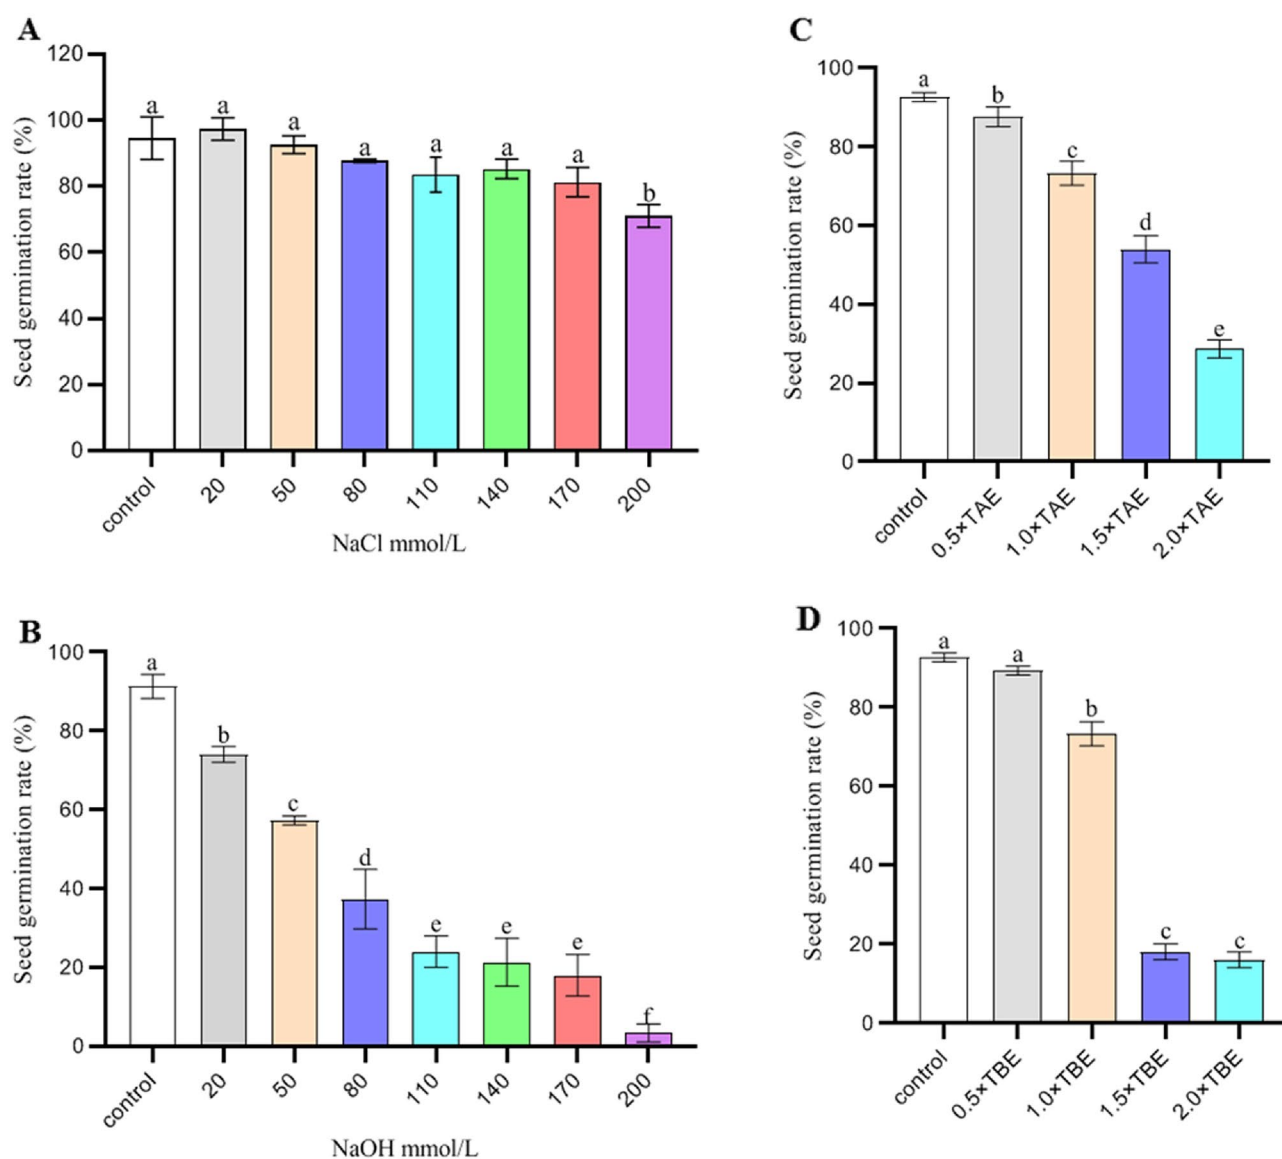 A
Seed germination rate (%)
120
100
80
60
40
20
0
a
a
a
a
a
a
a
b
control
20
50
80
110
140
170
200
NaCl mmol/L
B
Seed germination rate (%)
100
80
60
40
20
0
a
b
c
d
e
e
e
f
control
20
50
80
110
140
170
200
NaOH mmol/L
C
Seed germination rate (%)
100
80
60
40
20
0
a
b
c
d
e
control
0.5×TAE
1.0×TAE
1.5×TAE
2.0×TAE
D
Seed germination rate (%)
100
80
60
40
20
0
a
a
b
c
c
control
0.5×TBE
1.0×TBE
1.5×TBE
2.0×TBE